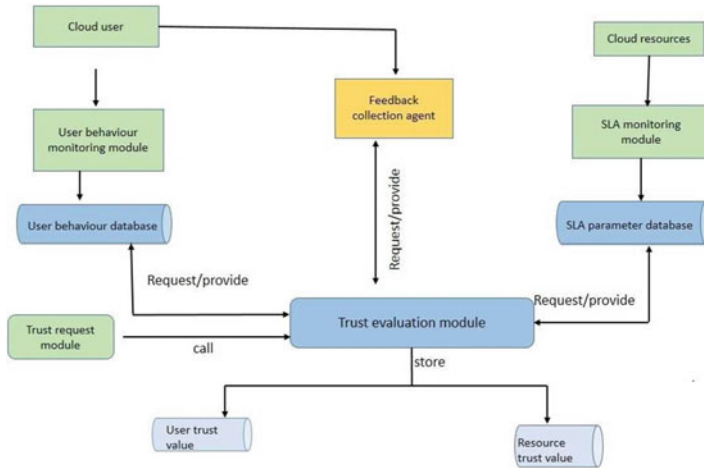 Cloud user
Cloud resources
Feedback
collection agent
User behaviour
monitoring module
SLA monitoring
module
User behaviour database
SLA parameter database
Request/provide
Request/provide
Request/provide
Trust evaluation module
Trust request
module
call
store
User trust
value
Resource
trust value